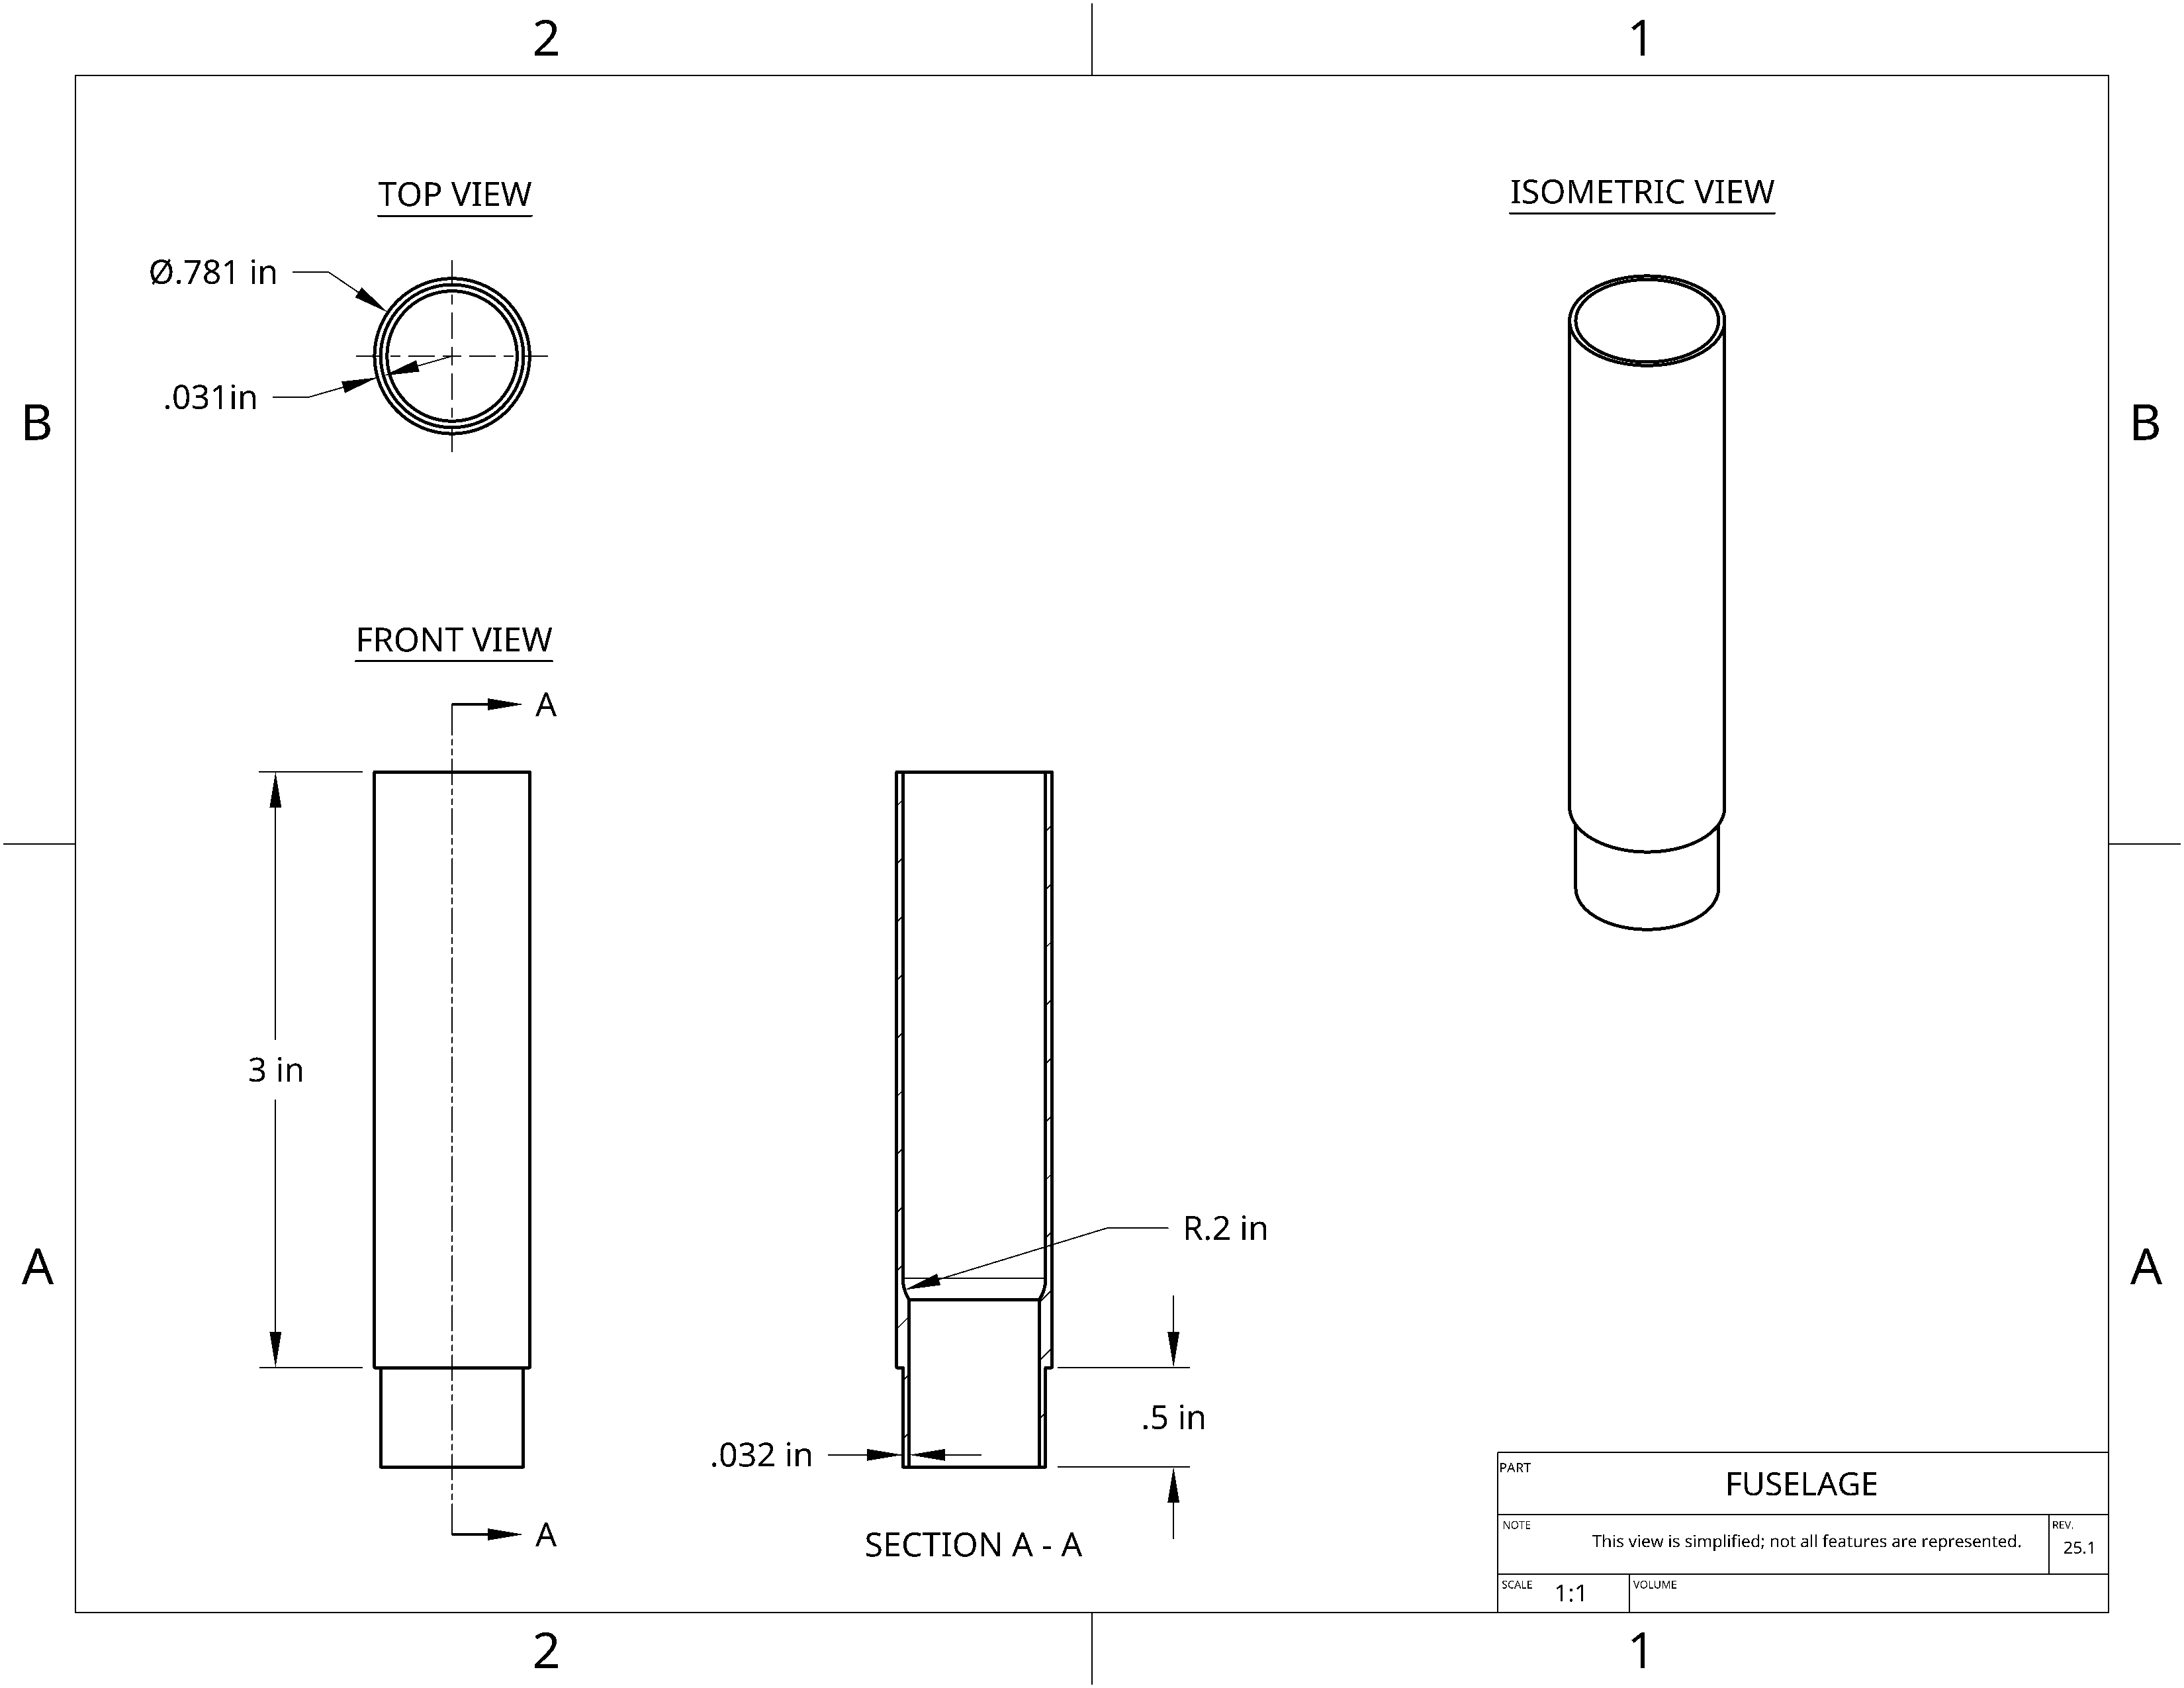 2
1
TOP VIEW
ISOMETRIC VIEW
Ø.781 in
.031in
B
B
FRONT VIEW
A
3 in
R.2 in
A
A
.5 in
.032 in
PART
FUSELAGE
NOTE
This view is simplified; not all features are represented.
REV.
25.1
A
SECTION A - A
SCALE
1:1
VOLUME
2
1